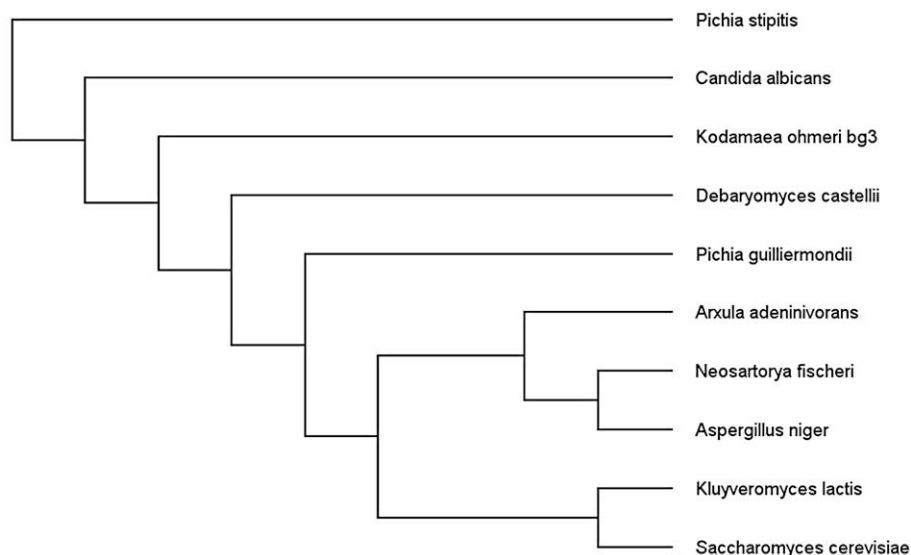 Pichia stipitis
Candida albicans
Kodamaea ohmeri bg3
Debaryomyces castellii
Pichia guilliermondii
Arxula adeninivorans
Neosartorya fischeri
Aspergillus niger
Kluyveromyces lactis
Saccharomyces cerevisiae